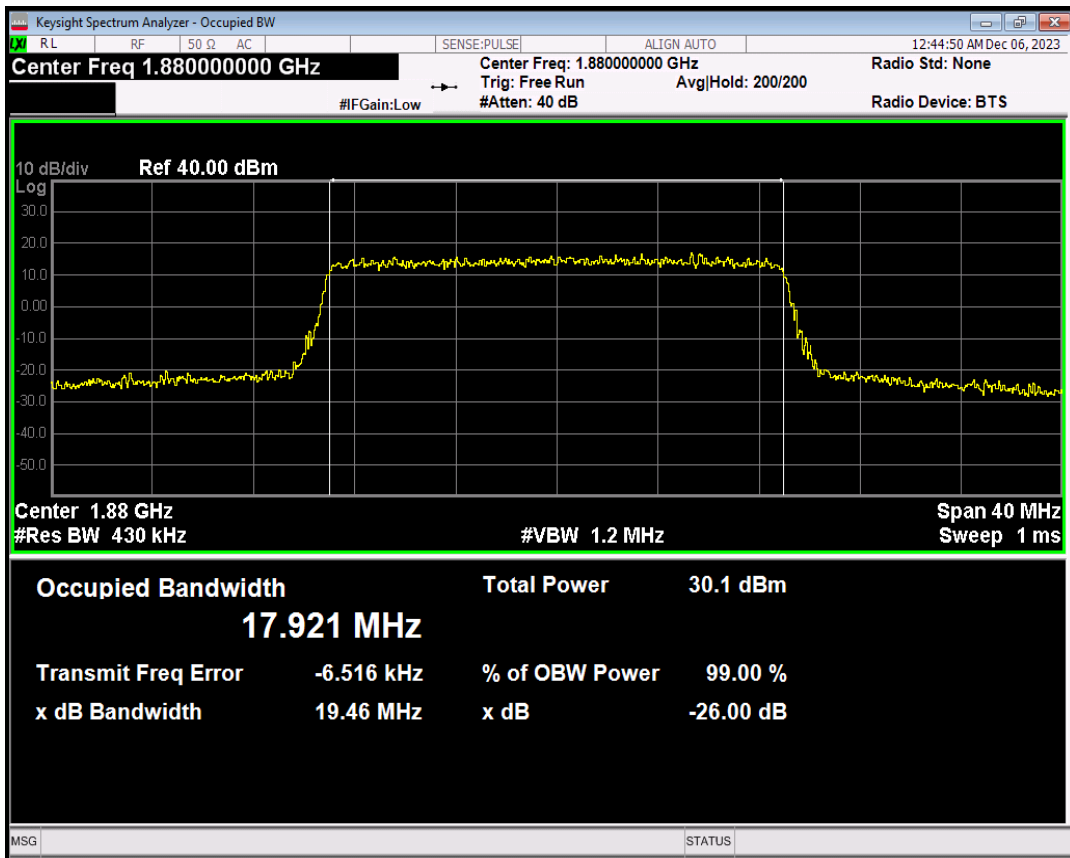 Keysight Spectrum Analyzer - Occupied BW
LXI RL RF 50 Ω AC SENSE:PULSE ALIGN AUTO 12:44:50 AM Dec 06, 2023
Center Freq 1.880000000 GHz Center Freq: 1.880000000 GHz Radio Std: None
Trig: Free Run Avg|Hold: 200/200
#IFGain:Low #Atten: 40 dB Radio Device: BTS
10 dB/div Ref 40.00 dBm
Log
30.0
20.0
10.0
0.00
-10.0
-20.0
-30.0
-40.0
-50.0
Center 1.88 GHz Span 40 MHz
#Res BW 430 kHz #VBW 1.2 MHz Sweep 1 ms
Occupied Bandwidth Total Power 30.1 dBm
17.921 MHz
Transmit Freq Error -6.516 kHz % of OBW Power 99.00 %
x dB Bandwidth 19.46 MHz x dB -26.00 dB
MSG STATUS